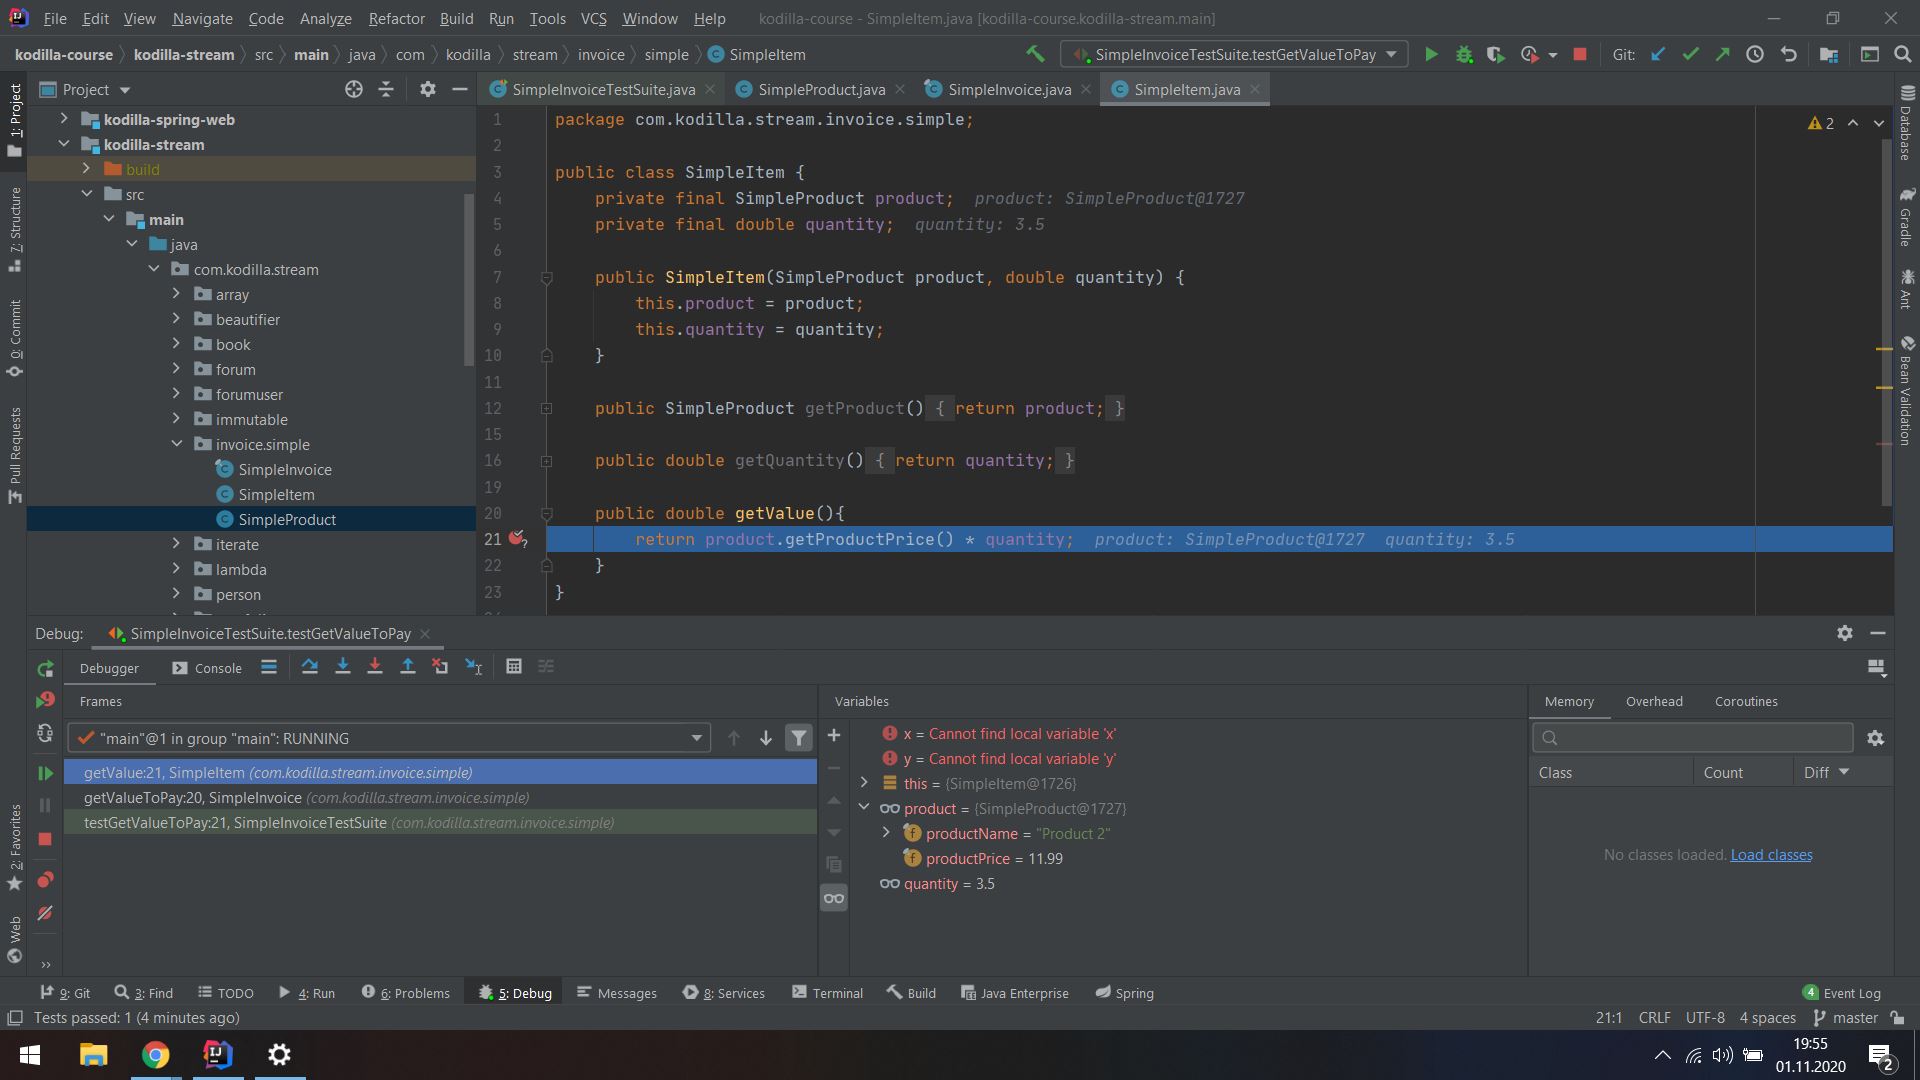 File Edit View Navigate Code Analyze Refactor Build Run Tools VCS Window Help kodilla-course - SimpleItem.java [kodilla-course.kodilla-stream.main]
kodilla-course kodilla-stream src main java com kodilla stream invoice simple SimpleItem SimpleInvoiceTestSuite.testGetValueToPay Git:
Project
SimpleInvoiceTestSuite.java SimpleProduct.java SimpleInvoice.java SimpleItem.java
1: Project
7: Structure
0: Commit
Pull Requests
2: Favorites
Web
kodilla-spring-web
kodilla-stream
build
src
main
java
com.kodilla.stream
array
beautifier
book
forum
forumuser
immutable
invoice.simple
SimpleInvoice
SimpleItem
SimpleProduct
iterate
lambda
person
1 package com.kodilla.stream.invoice.simple;
2
3 public class SimpleItem {
4 private final SimpleProduct product; product: SimpleProduct@1727
5 private final double quantity; quantity: 3.5
6
7 public SimpleItem(SimpleProduct product, double quantity) {
8 this.product = product;
9 this.quantity = quantity;
10 }
11
12 public SimpleProduct getProduct() { return product; }
15
16 public double getQuantity() { return quantity; }
19
20 public double getValue(){
21 return product.getProductPrice() * quantity; product: SimpleProduct@1727 quantity: 3.5
22 }
23 }
2
Database
Gradle
Ant
Bean Validation
Debug: SimpleInvoiceTestSuite.testGetValueToPay
Debugger Console
Frames
"main"@1 in group "main": RUNNING
getValue:21, SimpleItem (com.kodilla.stream.invoice.simple)
getValueToPay:20, SimpleInvoice (com.kodilla.stream.invoice.simple)
testGetValueToPay:21, SimpleInvoiceTestSuite (com.kodilla.stream.invoice.simple)
Variables
x = Cannot find local variable 'x'
y = Cannot find local variable 'y'
this = {SimpleItem@1726}
product = {SimpleProduct@1727}
productName = "Product 2"
productPrice = 11.99
quantity = 3.5
Memory Overhead Coroutines
Class Count Diff
No classes loaded. Load classes
9: Git 3: Find TODO 4: Run 6: Problems 5: Debug Messages 8: Services Terminal Build Java Enterprise Spring 4 Event Log
Tests passed: 1 (4 minutes ago) 21:1 CRLF UTF-8 4 spaces master
19:55
01.11.2020
2